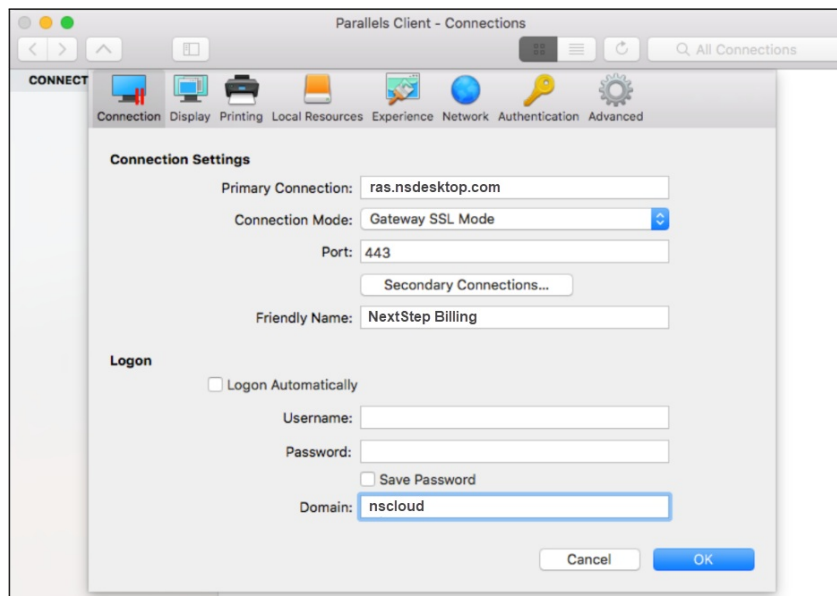 Parallels Client - Connections
All Connections
CONNECT
Connection Display Printing Local Resources Experience Network Authentication Advanced
Connection Settings
Primary Connection: ras.nsdesktop.com
Connection Mode: Gateway SSL Mode
Port: 443
Secondary Connections...
Friendly Name: NextStep Billing
Logon
Logon Automatically
Username:
Password:
Save Password
Domain: nscloud
Cancel OK